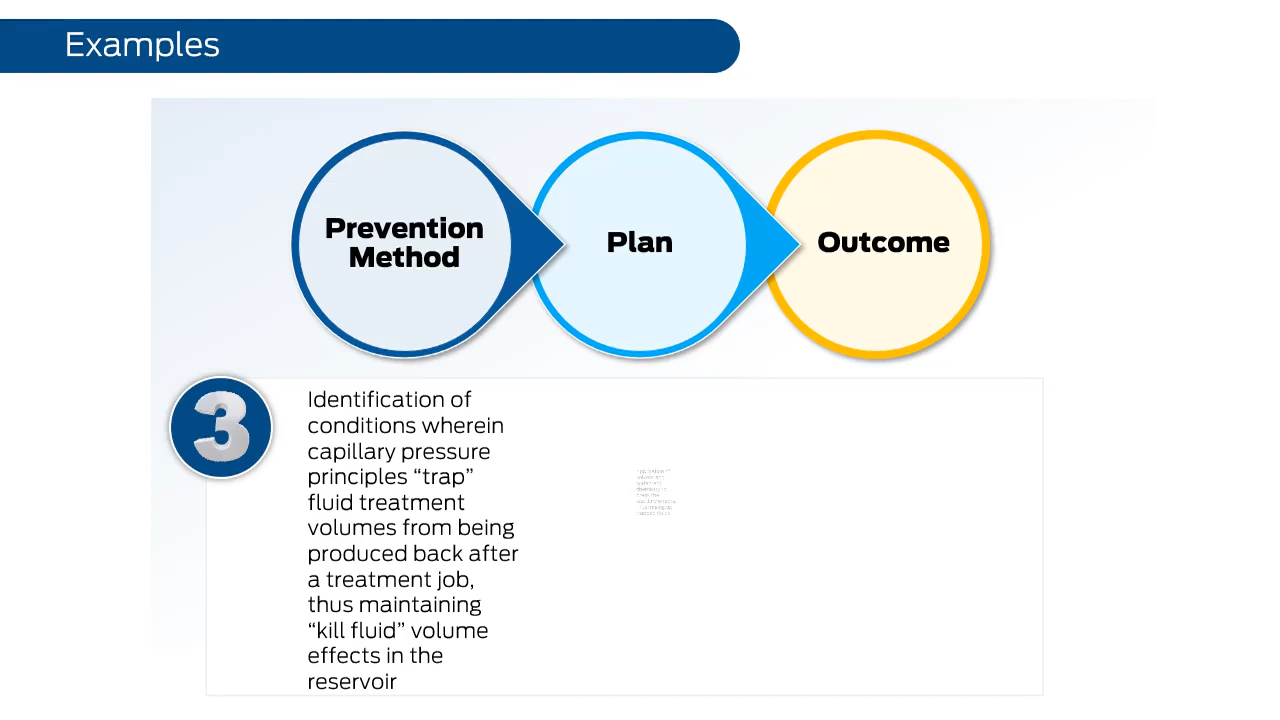 Examples
Prevention
Method
Plan
Outcome
3
Identification of
conditions wherein
capillary pressure
principles “trap”
fluid treatment
volumes from being
produced back after
a treatment job,
thus maintaining
“kill fluid” volume
effects in the
reservoir